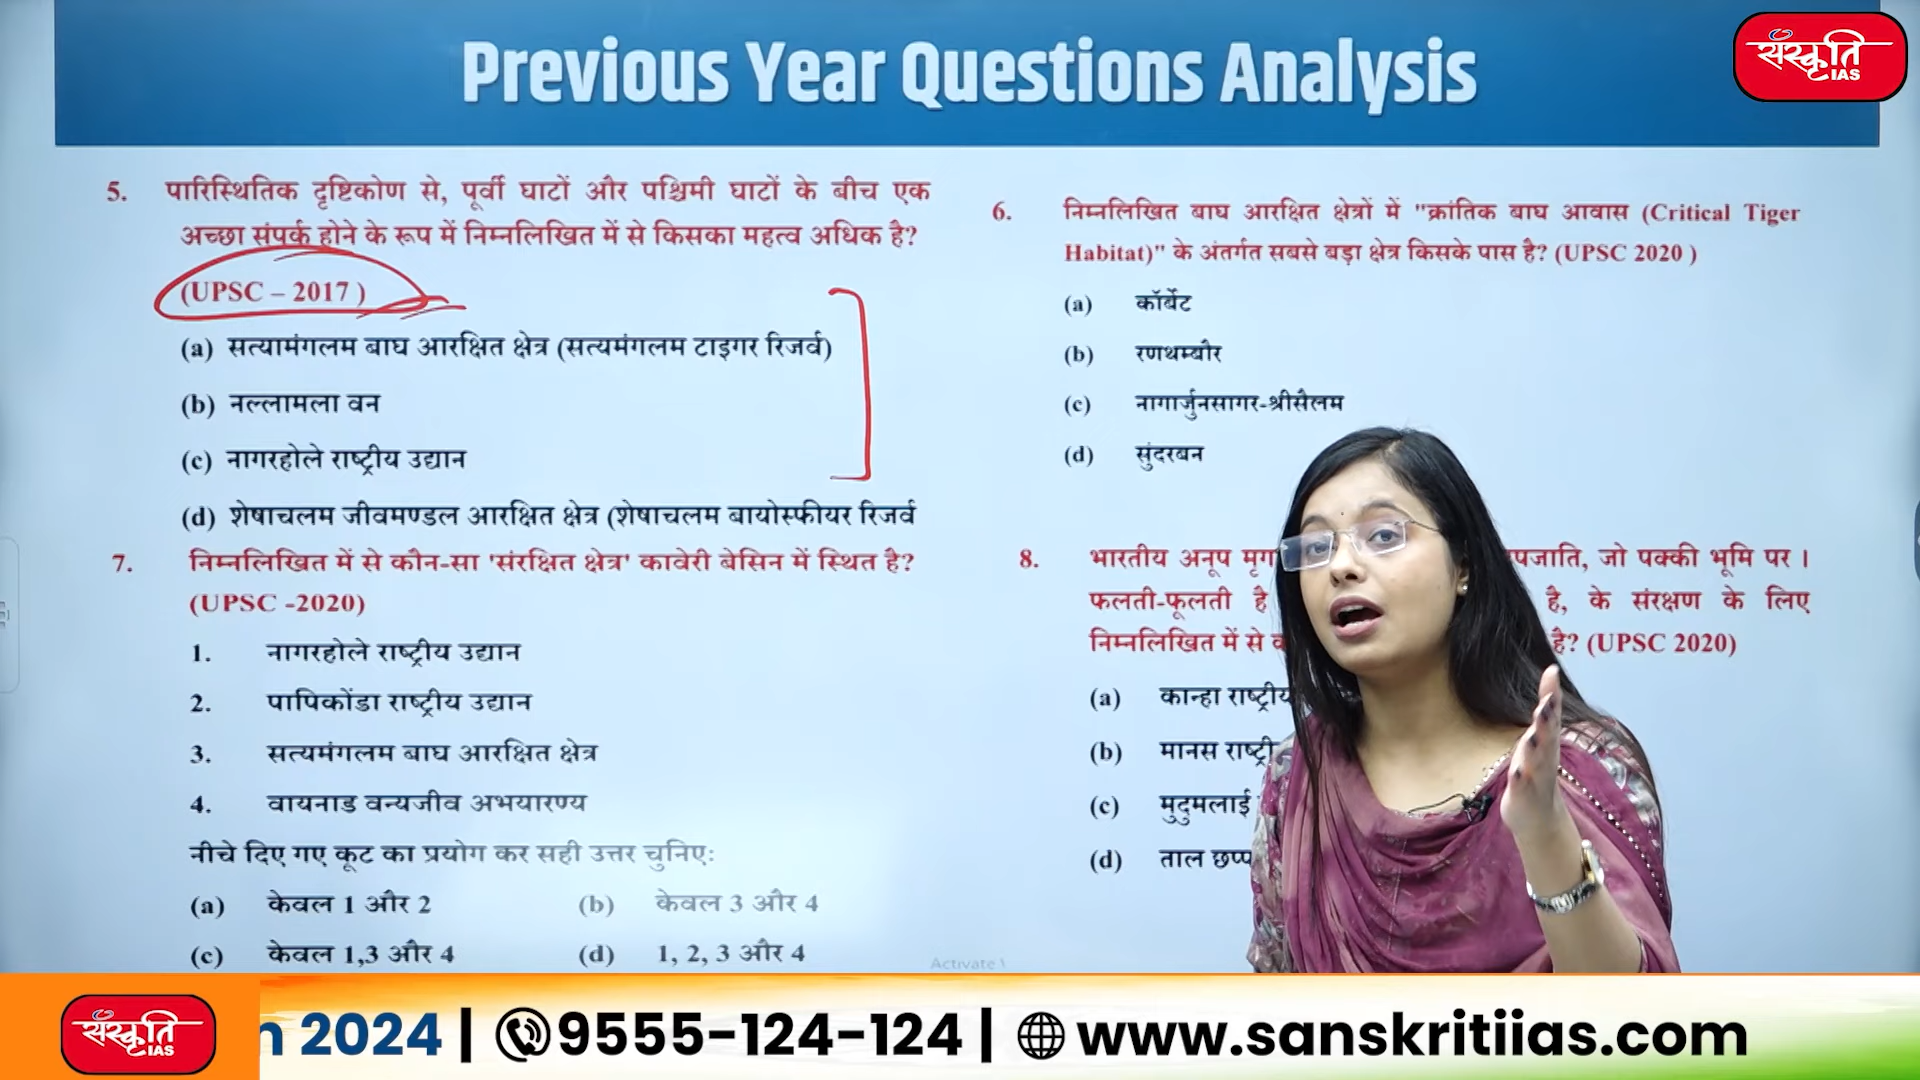 Previous Year Questions Analysis
संस्कृति
IAS
5. पारिस्थितिक दृष्टिकोण से, पूर्वी घाटों और पश्चिमी घाटों के बीच एक
अच्छा संपर्क होने के रूप में निम्नलिखित में से किसका महत्व अधिक है?
(UPSC – 2017 )
(a) सत्यामंगलम बाघ आरक्षित क्षेत्र (सत्यमंगलम टाइगर रिजर्व)
(b) नल्लामला वन
(c) नागरहोले राष्ट्रीय उद्यान
(d) शेषाचलम जीवमण्डल आरक्षित क्षेत्र (शेषाचलम बायोस्फीयर रिजर्व
6. निम्नलिखित बाघ आरक्षित क्षेत्रों में "क्रांतिक बाघ आवास (Critical Tiger
Habitat)" के अंतर्गत सबसे बड़ा क्षेत्र किसके पास है? (UPSC 2020 )
(a) कॉर्बेट
(b) रणथम्बौर
(c) नागार्जुनसागर-श्रीसैलम
(d) सुंदरबन
7. निम्नलिखित में से कौन-सा 'संरक्षित क्षेत्र' कावेरी बेसिन में स्थित है?
(UPSC -2020)
1. नागरहोले राष्ट्रीय उद्यान
2. पापिकोंडा राष्ट्रीय उद्यान
3. सत्यमंगलम बाघ आरक्षित क्षेत्र
4. वायनाड वन्यजीव अभयारण्य
नीचे दिए गए कूट का प्रयोग कर सही उत्तर चुनिए:
(a) केवल 1 और 2 (b) केवल 3 और 4
(c) केवल 1,3 और 4 (d) 1, 2, 3 और 4
8. भारतीय अनूप मृग पजाति, जो पक्की भूमि पर ।
फलती-फूलती है है, के संरक्षण के लिए
निम्नलिखित में से है? (UPSC 2020)
(a) कान्हा राष्ट्रीय
(b) मानस राष्ट्री
(c) मुदुमलाई
(d) ताल छप्प
Activate
संस्कृति
IAS
2024 | 9555-124-124 | www.sanskritiias.com